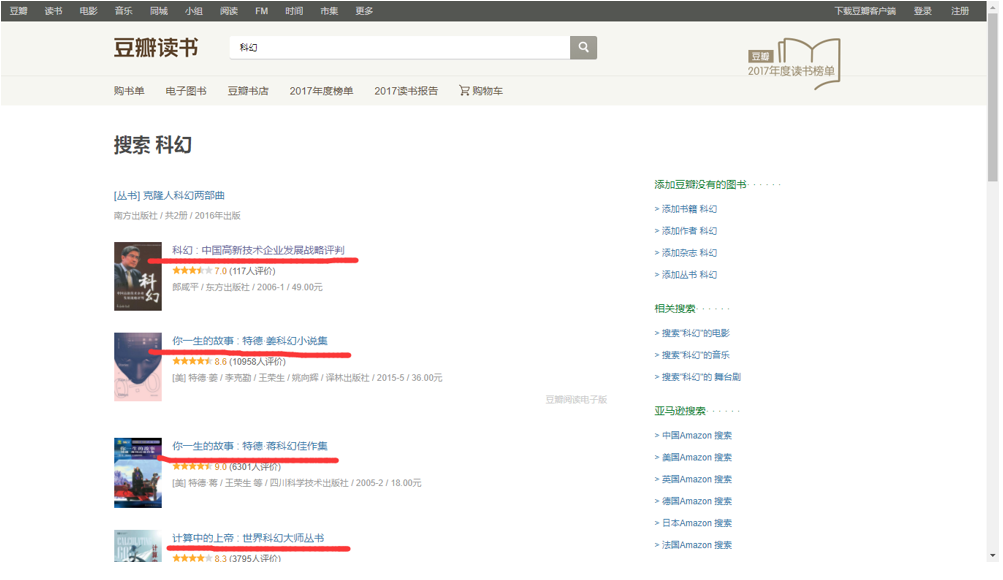 豆瓣 读书 电影 音乐 同城 小组 阅读 FM 时间 市集 更多 下载豆瓣客户端 登录 注册
豆瓣读书
科幻
豆瓣
2017年度读书榜单
购书单 电子图书 豆瓣书店 2017年度榜单 2017读书报告 购物车
搜索 科幻
[丛书] 克隆人科幻两部曲
南方出版社 / 共2册 / 2016年出版
科幻 : 中国高新技术企业发展战略评判
7.0 (117人评价)
郎咸平 / 东方出版社 / 2006-1 / 49.00元
科幻
你一生的故事 : 特德·姜科幻小说集
8.6 (10958人评价)
[美] 特德·姜 / 李克勤 / 王荣生 / 姚向辉 / 译林出版社 / 2015-5 / 36.00元
豆瓣阅读电子版
你一生的故事 : 特德·蒋科幻佳作集
9.0 (6301人评价)
[美] 特德·蒋 / 王荣生 等 / 四川科学技术出版社 / 2005-2 / 18.00元
计算中的上帝 : 世界科幻大师丛书
8.3 (3795人评价)
添加豆瓣没有的图书 · · · · · ·
> 添加书籍 科幻
> 添加作者 科幻
> 添加杂志 科幻
> 添加丛书 科幻
相关搜索 · · · · · ·
> 搜索"科幻"的电影
> 搜索"科幻"的音乐
> 搜索"科幻"的 舞台剧
亚马逊搜索 · · · · · ·
> 中国Amazon 搜索
> 美国Amazon 搜索
> 英国Amazon 搜索
> 德国Amazon 搜索
> 日本Amazon 搜索
> 法国Amazon 搜索